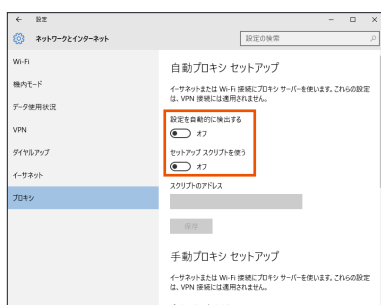 設定
ネットワークとインターネット
設定の検索
Wi-Fi
機内モード
データ使用状況
VPN
ダイヤルアップ
イーサネット
プロキシ
自動プロキシ セットアップ
イーサネットまたは Wi-Fi 接続にプロキシ サーバーを使います。これらの設定
は、VPN 接続には適用されません。
設定を自動的に検出する
オフ
セットアップ スクリプトを使う
オフ
スクリプトのアドレス
保存
手動プロキシ セットアップ
イーサネットまたは Wi-Fi 接続にプロキシ サーバーを使います。これらの設定
は、VPN 接続には適用されません。